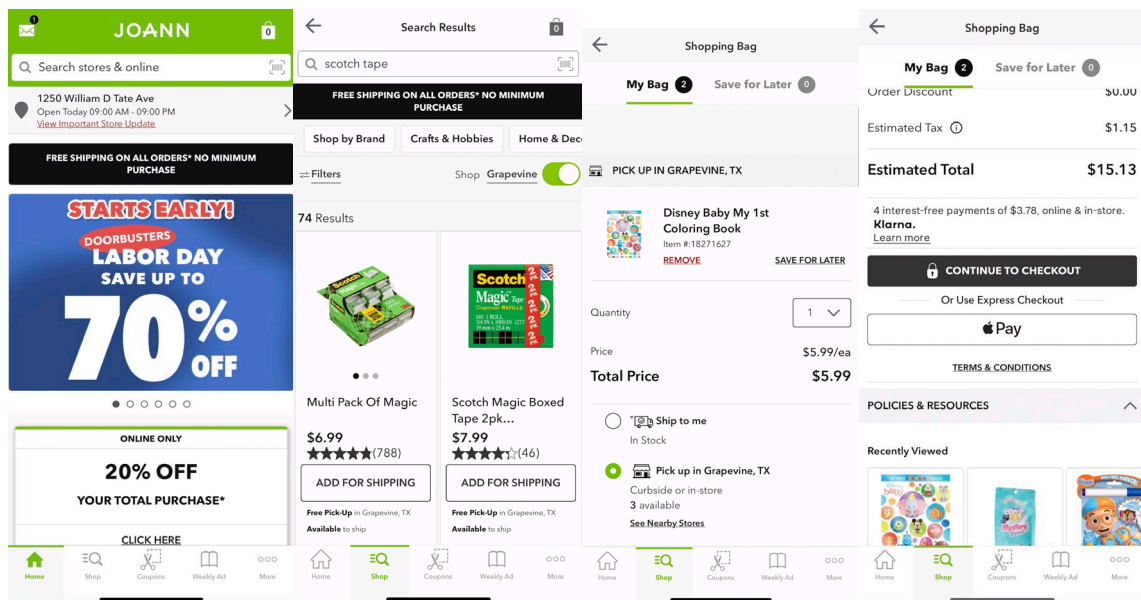 1
JOANN
0
Search stores & online
1250 William D Tate Ave
Open Today 09:00 AM - 09:00 PM
View Important Store Update
FREE SHIPPING ON ALL ORDERS* NO MINIMUM
PURCHASE
STARTS EARLY!
DOORBUSTERS
LABOR DAY
SAVE UP TO
70%
OFF
ONLINE ONLY
20% OFF
YOUR TOTAL PURCHASE*
CLICK HERE
Home
Shop
Coupons
Weekly Ad
More
Search Results
0
scotch tape
FREE SHIPPING ON ALL ORDERS* NO MINIMUM
PURCHASE
Shop by Brand
Crafts & Hobbies
Home & Dec
Filters
Shop Grapevine
74 Results
Scotch
Magic Tape
2 PK
Multi Pack Of Magic
$6.99
(788)
ADD FOR SHIPPING
Free Pick-Up in Grapevine, TX
Available to ship
Scotch Magic Boxed
Tape 2pk...
$7.99
(46)
ADD FOR SHIPPING
Free Pick-Up in Grapevine, TX
Available to ship
Home
Shop
Coupons
Weekly Ad
More
Shopping Bag
My Bag 2
Save for Later 0
PICK UP IN GRAPEVINE, TX
Disney Baby My 1st
Coloring Book
Item #:18271627
REMOVE
SAVE FOR LATER
Quantity
1
Price
$5.99/ea
Total Price
$5.99
Ship to me
In Stock
Pick up in Grapevine, TX
Curbside or in-store
3 available
See Nearby Stores
Home
Shop
Coupons
Weekly Ad
More
Shopping Bag
My Bag 2
Save for Later 0
Order Discount
$0.00
Estimated Tax
$1.15
Estimated Total
$15.13
4 interest-free payments of $3.78, online & in-store.
Klarna.
Learn more
CONTINUE TO CHECKOUT
Or Use Express Checkout
Pay
TERMS & CONDITIONS
POLICIES & RESOURCES
Recently Viewed
baby
Mystery
Home
Shop
Coupons
Weekly Ad
More